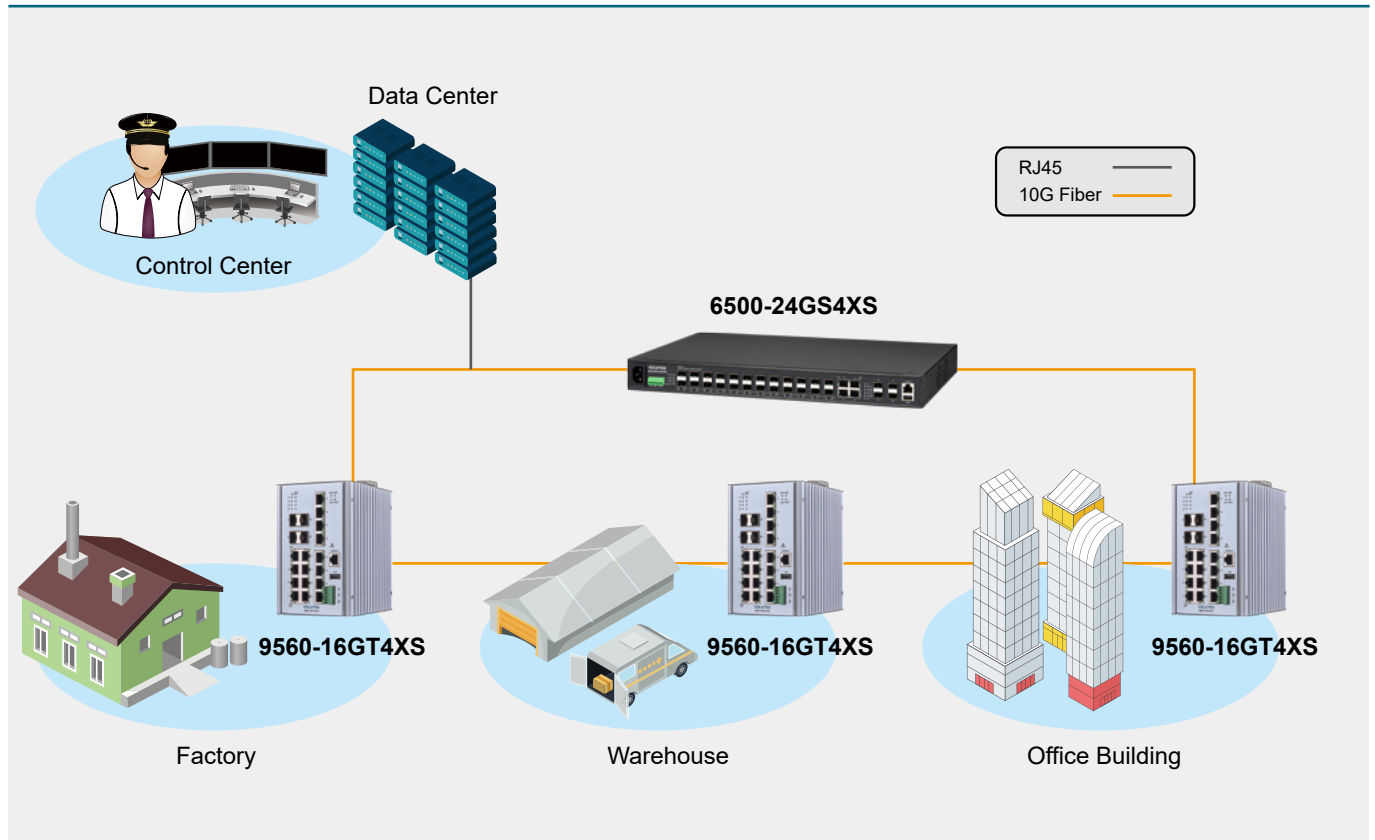 Data Center
RJ45
10G Fiber
Control Center
6500-24GS4XS
9560-16GT4XS
9560-16GT4XS
9560-16GT4XS
Factory
Warehouse
Office Building